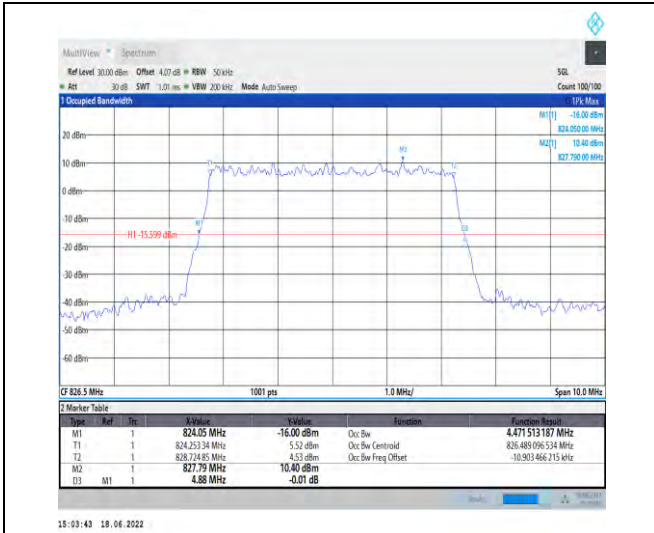 MultiView Spectrum
Ref Level 30.00 dBm Offset 4.07 dB RBW 50 kHz SGL
Att 30 dB SWT 1.01 ms VBW 200 kHz Mode Auto Sweep Count 100/100
1 Occupied Bandwidth 1Pk Max
M1[1] -16.00 dBm
824.050 00 MHz
M2[1] 10.40 dBm
827.790 00 MHz
20 dBm
10 dBm
T1 M2 T2
0 dBm
-10 dBm
M1 D3
H1 -15.599 dBm
-20 dBm
-30 dBm
-40 dBm
-50 dBm
-60 dBm
CF 826.5 MHz 1001 pts 1.0 MHz/ Span 10.0 MHz
2 Marker Table
Type Ref Trc X-Value Y-Value Function Function Result
M1 1 824.05 MHz -16.00 dBm Occ Bw 4.471 513 187 MHz
T1 1 824.253 34 MHz 5.52 dBm Occ Bw Centroid 826.489 096 534 MHz
T2 1 828.724 85 MHz 4.53 dBm Occ Bw Freq Offset -10.903 466 215 kHz
M2 1 827.79 MHz 10.40 dBm
D3 M1 1 4.88 MHz -0.01 dB
15:03:43 18.06.2022